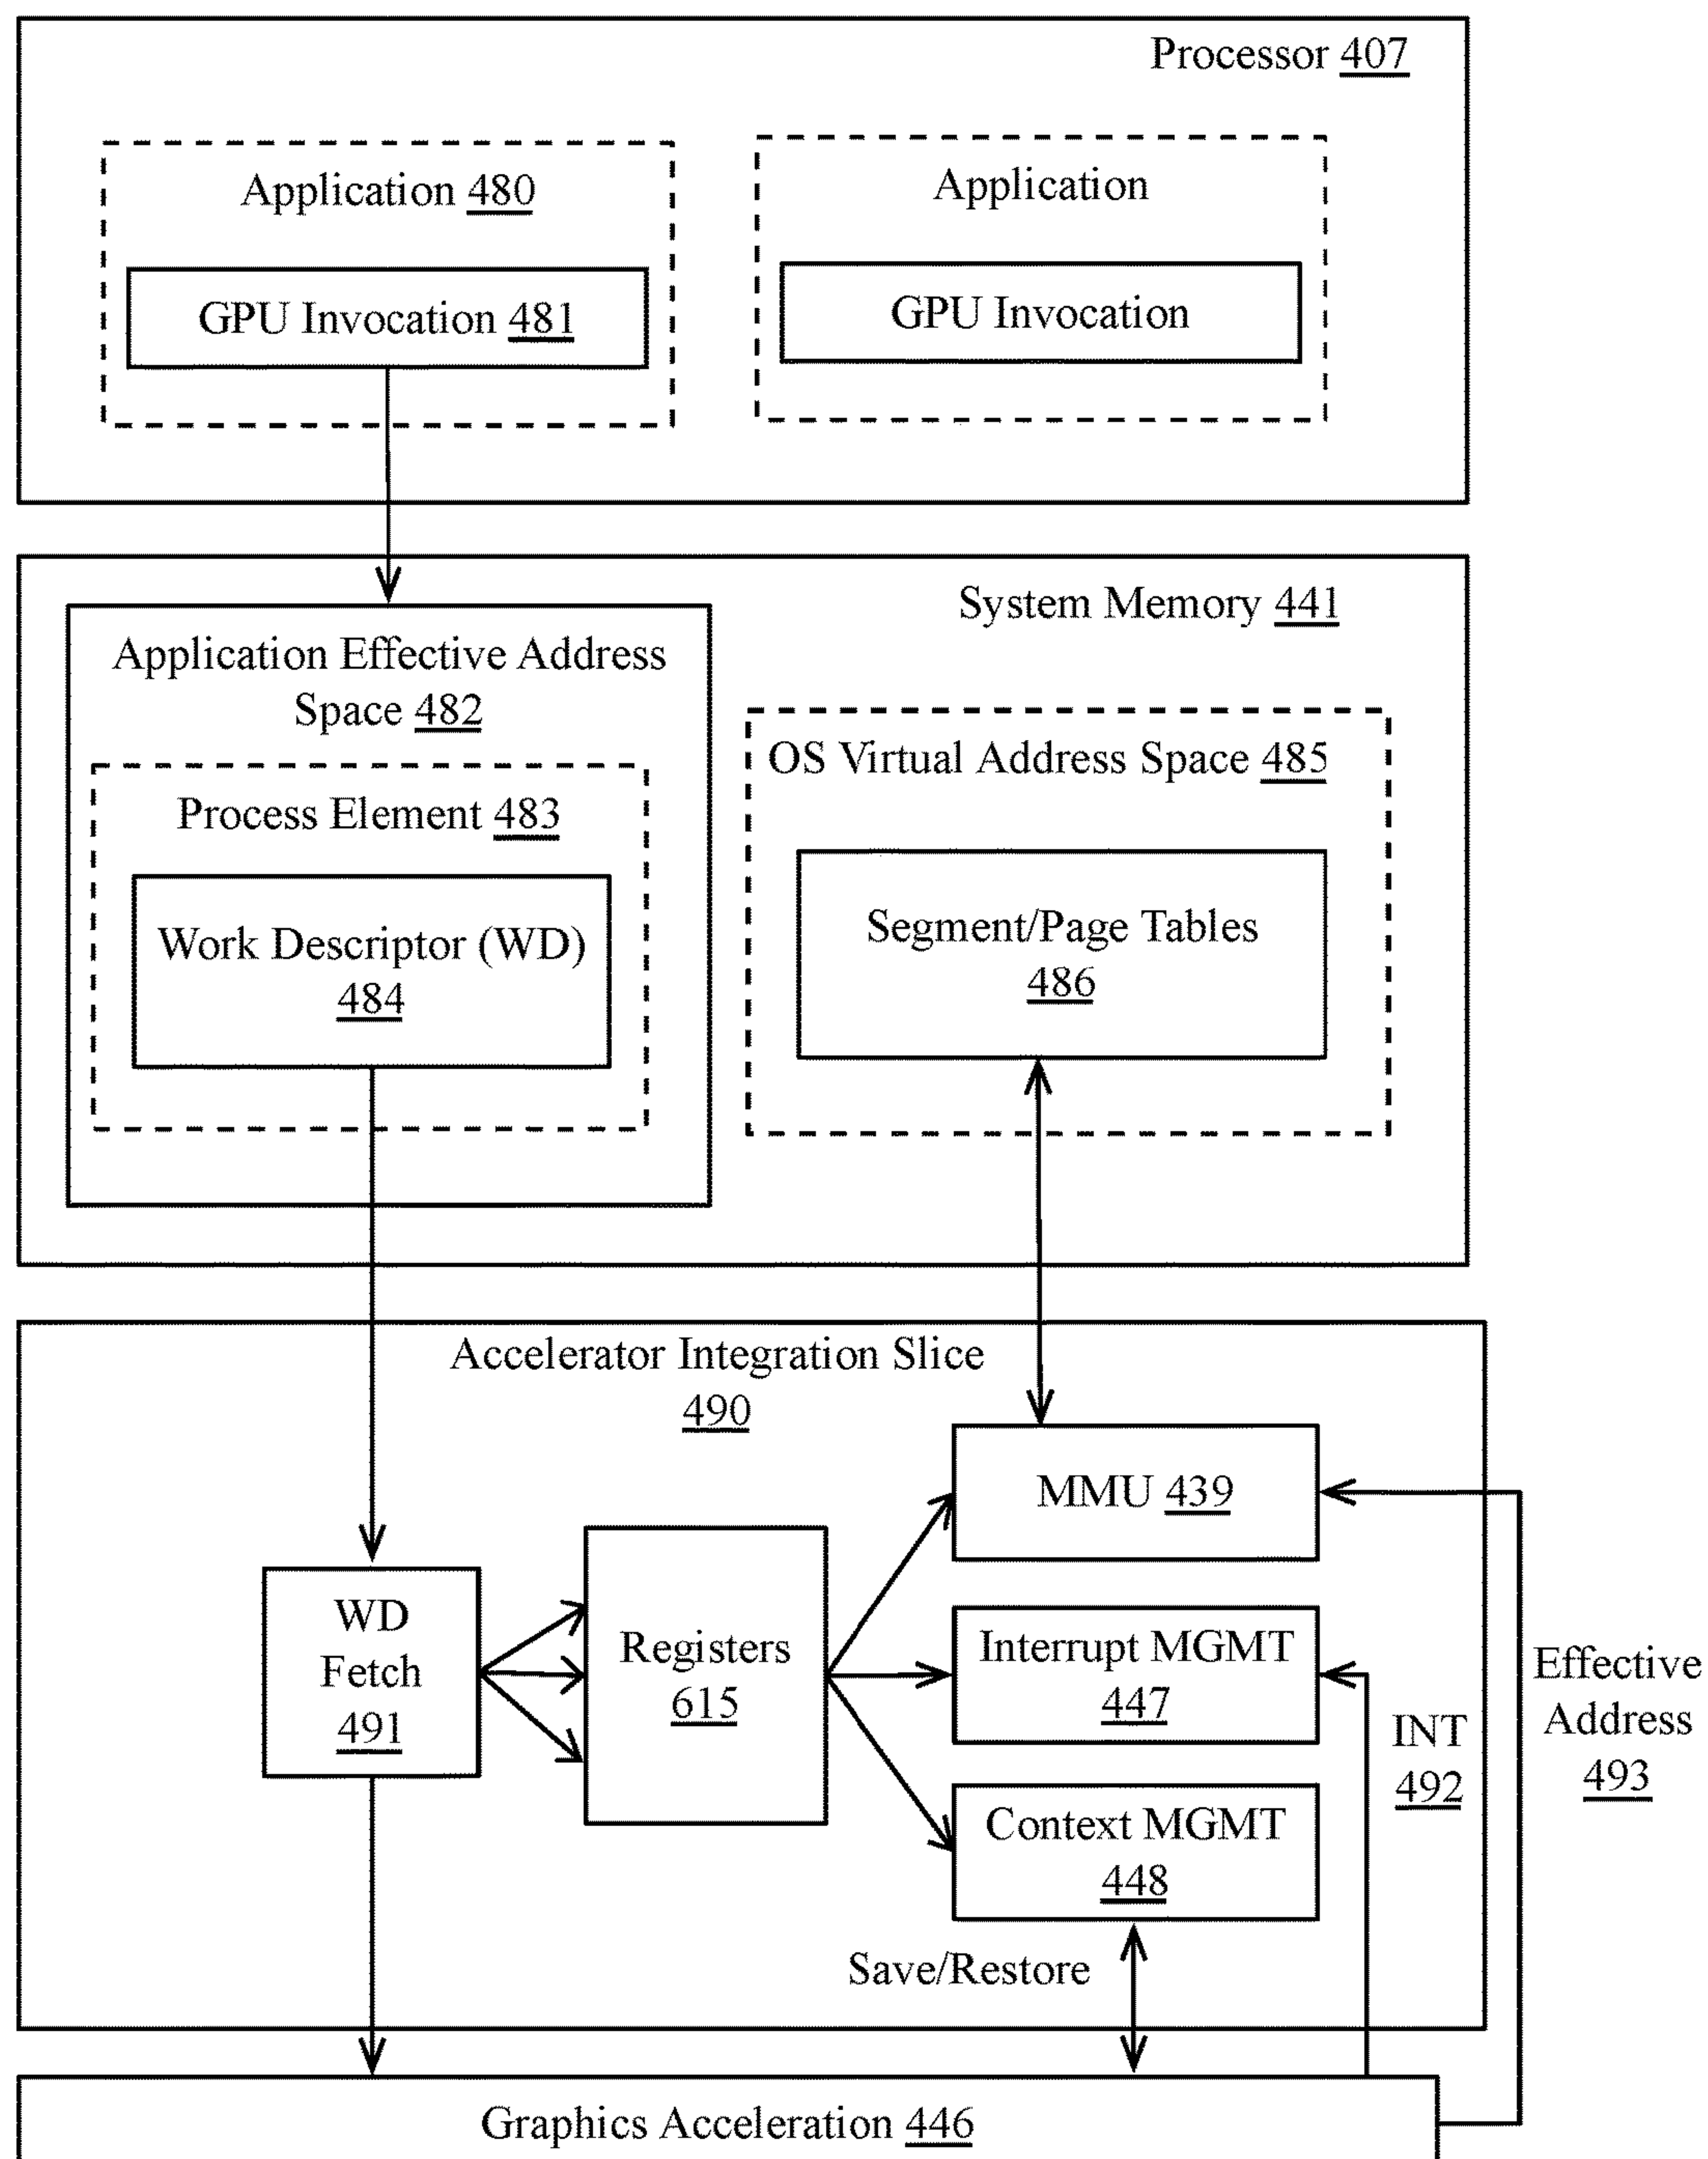 Processor 407
Application 480
Application
GPU Invocation 481
GPU Invocation
System Memory 441
Application Effective Address
Space 482
OS Virtual Address Space 485
Process Element 483
Segment/Page Tables
486
Work Descriptor (WD)
484
Accelerator Integration Slice
490
MMU 439
WD
Fetch
491
Registers
615
Interrupt MGMT
447
Effective
Address
493
INT
492
Context MGMT
448
Save/Restore
Graphics Acceleration 446